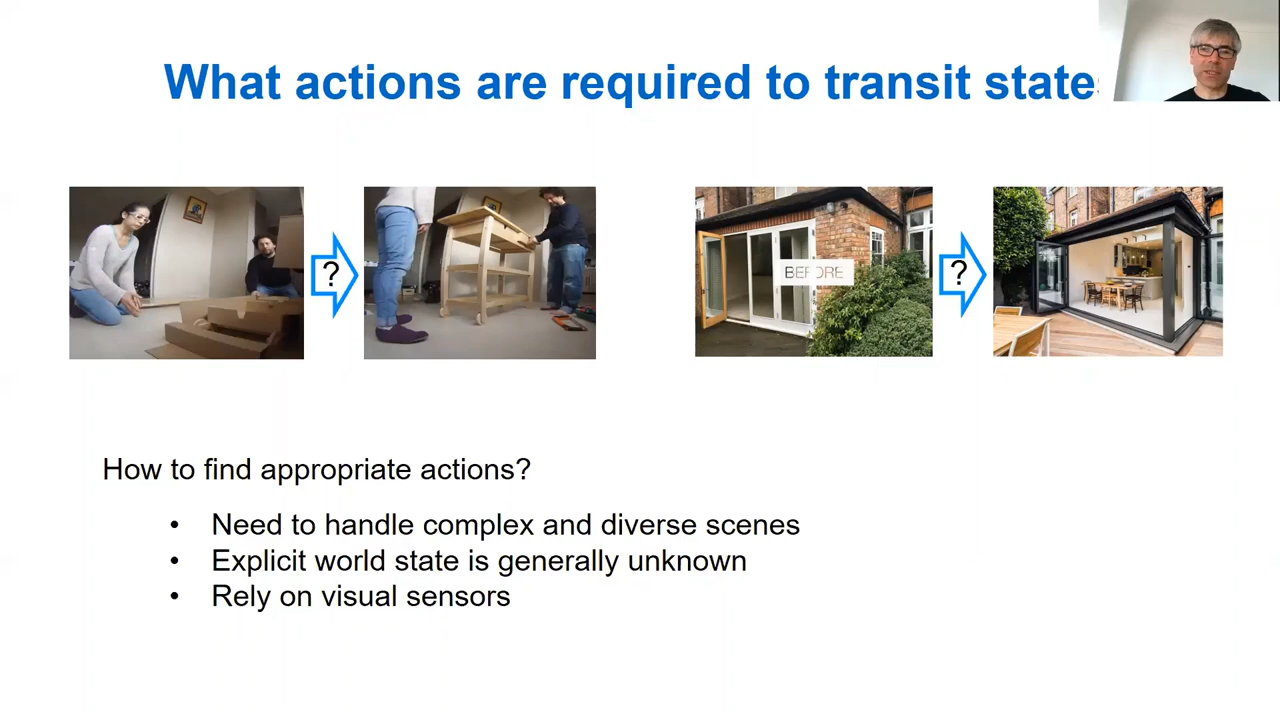 What actions are required to transit states
?
BEFORE
?
How to find appropriate actions?
• Need to handle complex and diverse scenes
• Explicit world state is generally unknown
• Rely on visual sensors